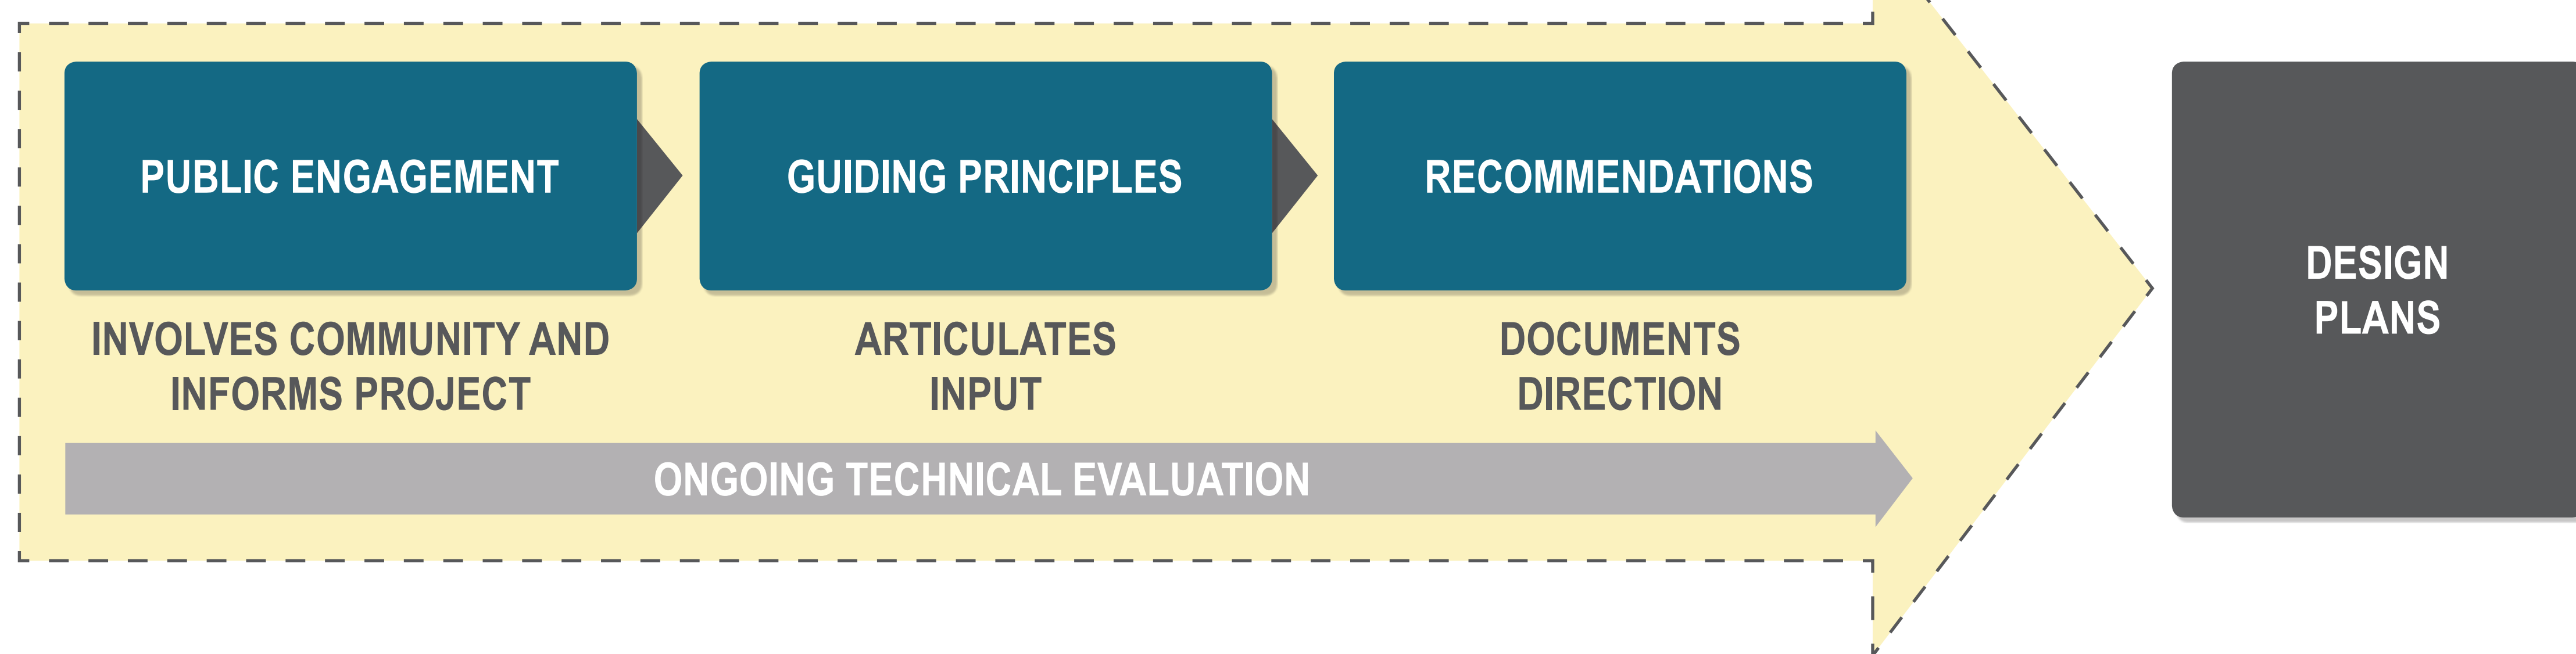 PUBLIC ENGAGEMENT
INVOLVES COMMUNITY AND
INFORMS PROJECT
GUIDING PRINCIPLES
ARTICULATES
INPUT
RECOMMENDATIONS
DOCUMENTS
DIRECTION
ONGOING TECHNICAL EVALUATION
DESIGN
PLANS